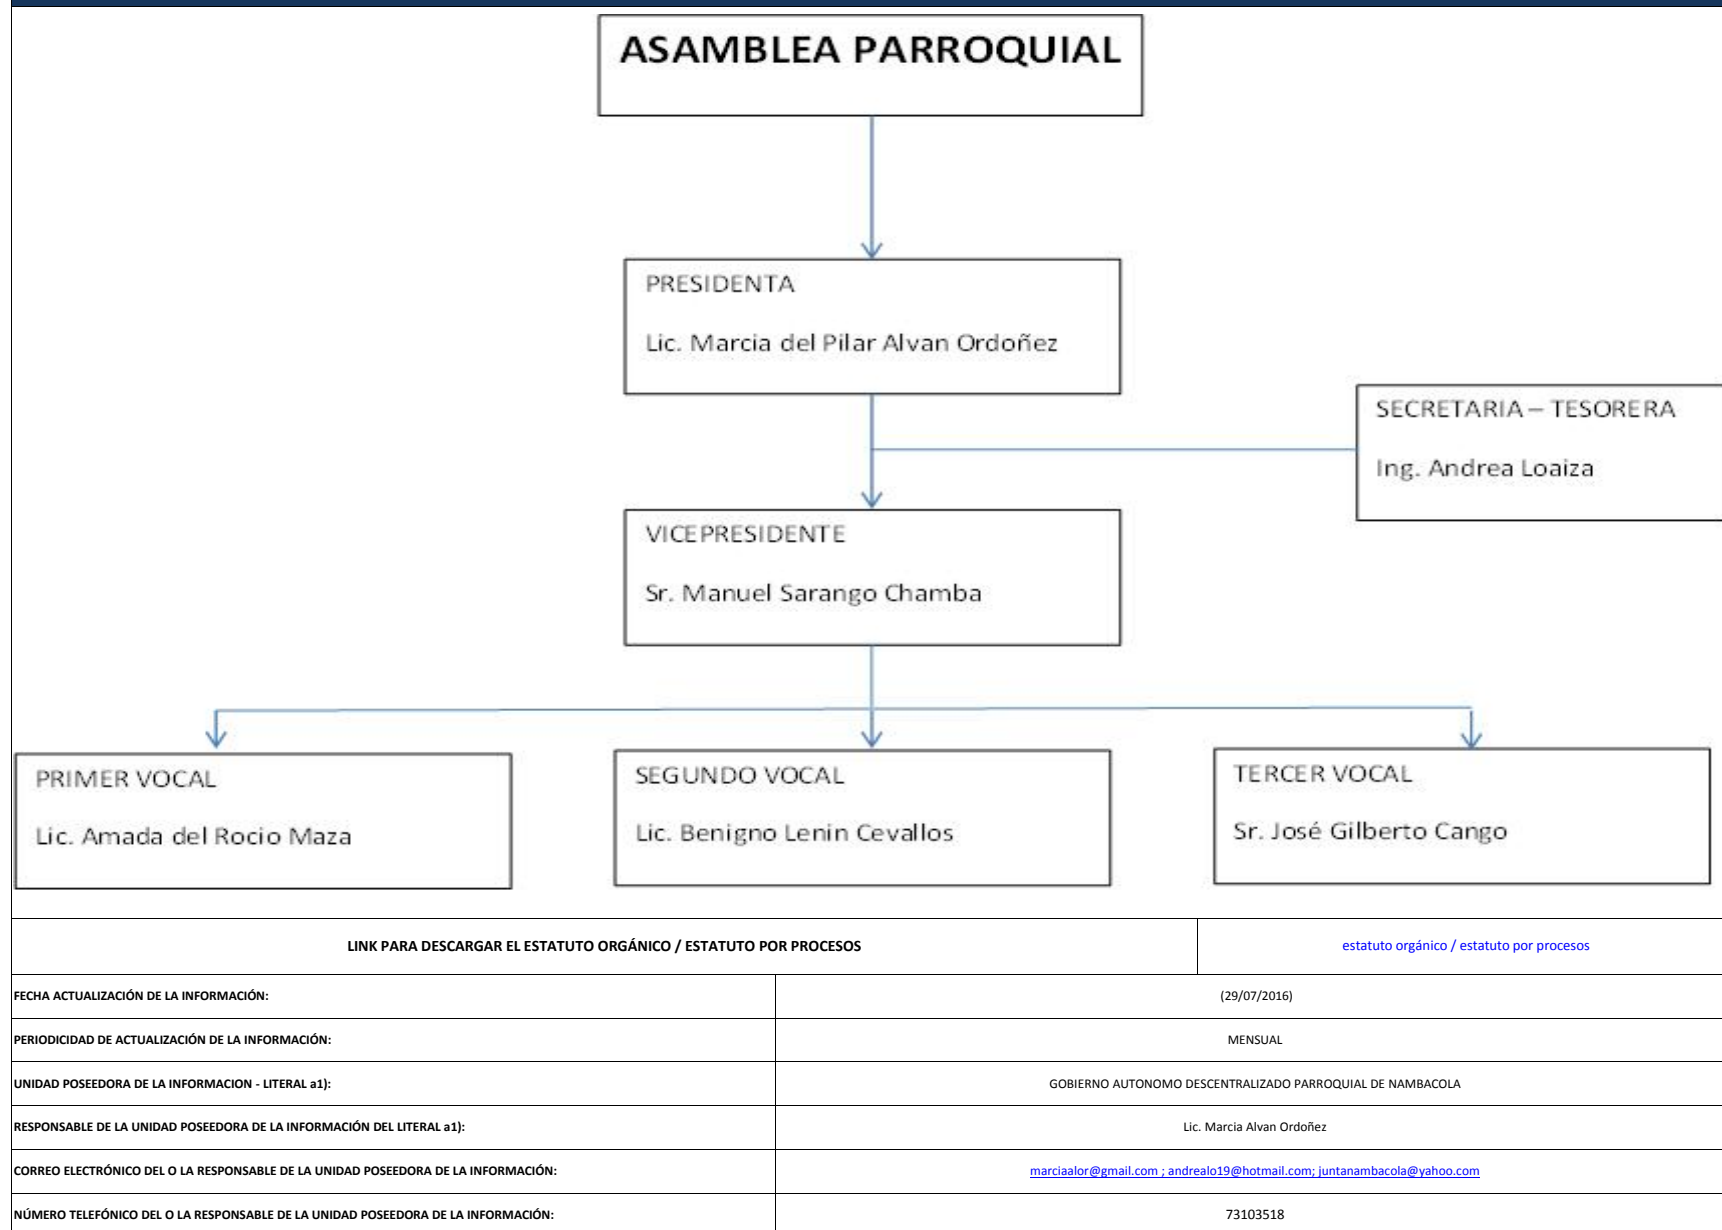 ASAMBLEA PARROQUIAL
PRESIDENTA
Lic. Marcia del Pilar Alvan Ordoñez
SECRETARIA – TESORERA
Ing. Andrea Loaiza
VICEPRESIDENTE
Sr. Manuel Sarango Chamba
PRIMER VOCAL
Lic. Amada del Rocio Maza
SEGUNDO VOCAL
Lic. Benigno Lenin Cevallos
TERCER VOCAL
Sr. José Gilberto Cango
LINK PARA DESCARGAR EL ESTATUTO ORGÁNICO / ESTATUTO POR PROCESOS
estatuto orgánico / estatuto por procesos
FECHA ACTUALIZACIÓN DE LA INFORMACIÓN:
(29/07/2016)
PERIODICIDAD DE ACTUALIZACIÓN DE LA INFORMACIÓN:
MENSUAL
UNIDAD POSEEDORA DE LA INFORMACION - LITERAL a1):
GOBIERNO AUTONOMO DESCENTRALIZADO PARROQUIAL DE NAMBACOLA
RESPONSABLE DE LA UNIDAD POSEEDORA DE LA INFORMACIÓN DEL LITERAL a1):
Lic. Marcia Alvan Ordoñez
CORREO ELECTRÓNICO DEL O LA RESPONSABLE DE LA UNIDAD POSEEDORA DE LA INFORMACIÓN:
marciaalor@gmail.com ; andrealo19@hotmail.com; juntanambacola@yahoo.com
NÚMERO TELEFÓNICO DEL O LA RESPONSABLE DE LA UNIDAD POSEEDORA DE LA INFORMACIÓN:
73103518